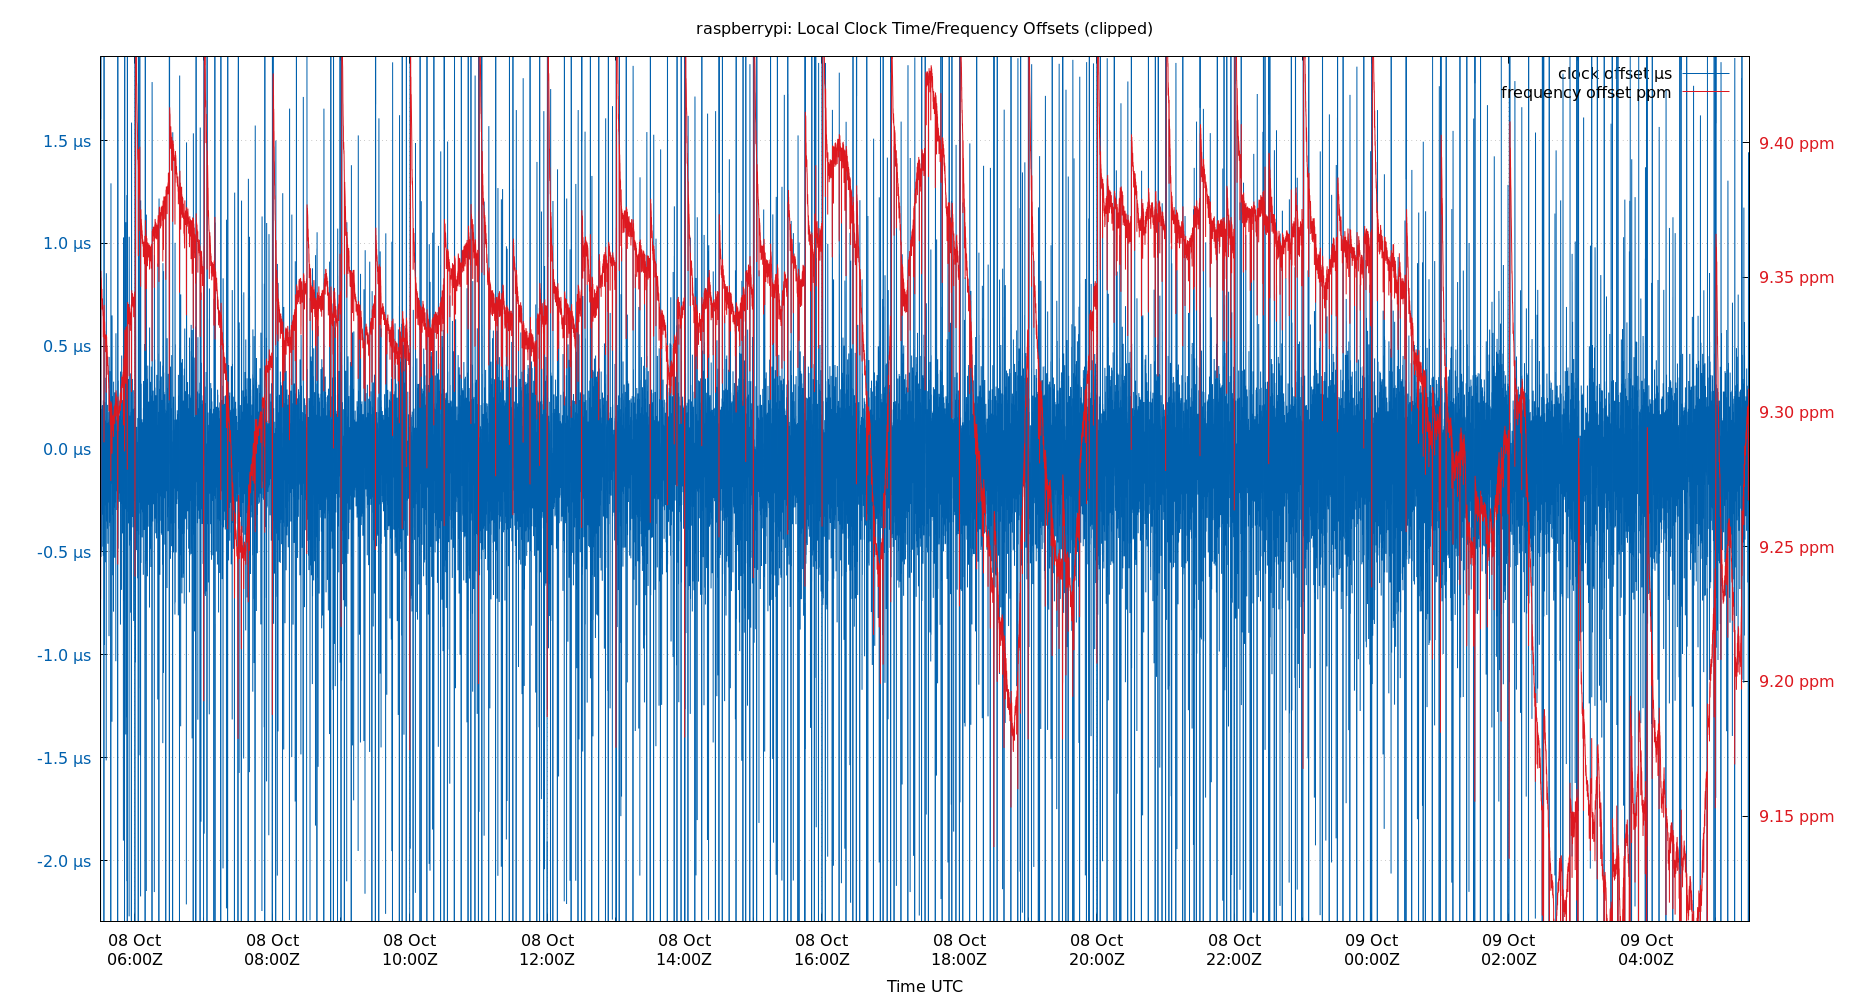 raspberrypi: Local Clock Time/Frequency Offsets (clipped)
clock offset µs
frequency offset ppm
1.5 µs
1.0 µs
0.5 µs
0.0 µs
-0.5 µs
-1.0 µs
-1.5 µs
-2.0 µs
9.40 ppm
9.35 ppm
9.30 ppm
9.25 ppm
9.20 ppm
9.15 ppm
08 Oct 08 Oct 08 Oct 08 Oct 08 Oct 08 Oct 08 Oct 08 Oct 08 Oct 09 Oct 09 Oct 09 Oct
06:00Z 08:00Z 10:00Z 12:00Z 14:00Z 16:00Z 18:00Z 20:00Z 22:00Z 00:00Z 02:00Z 04:00Z
Time UTC